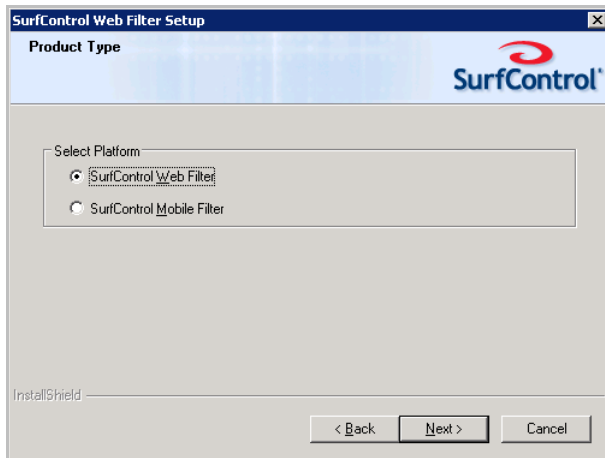 SurfControl Web Filter Setup
Product Type
SurfControl
Select Platform
SurfControl Web Filter
SurfControl Mobile Filter
InstallShield
< Back
Next >
Cancel